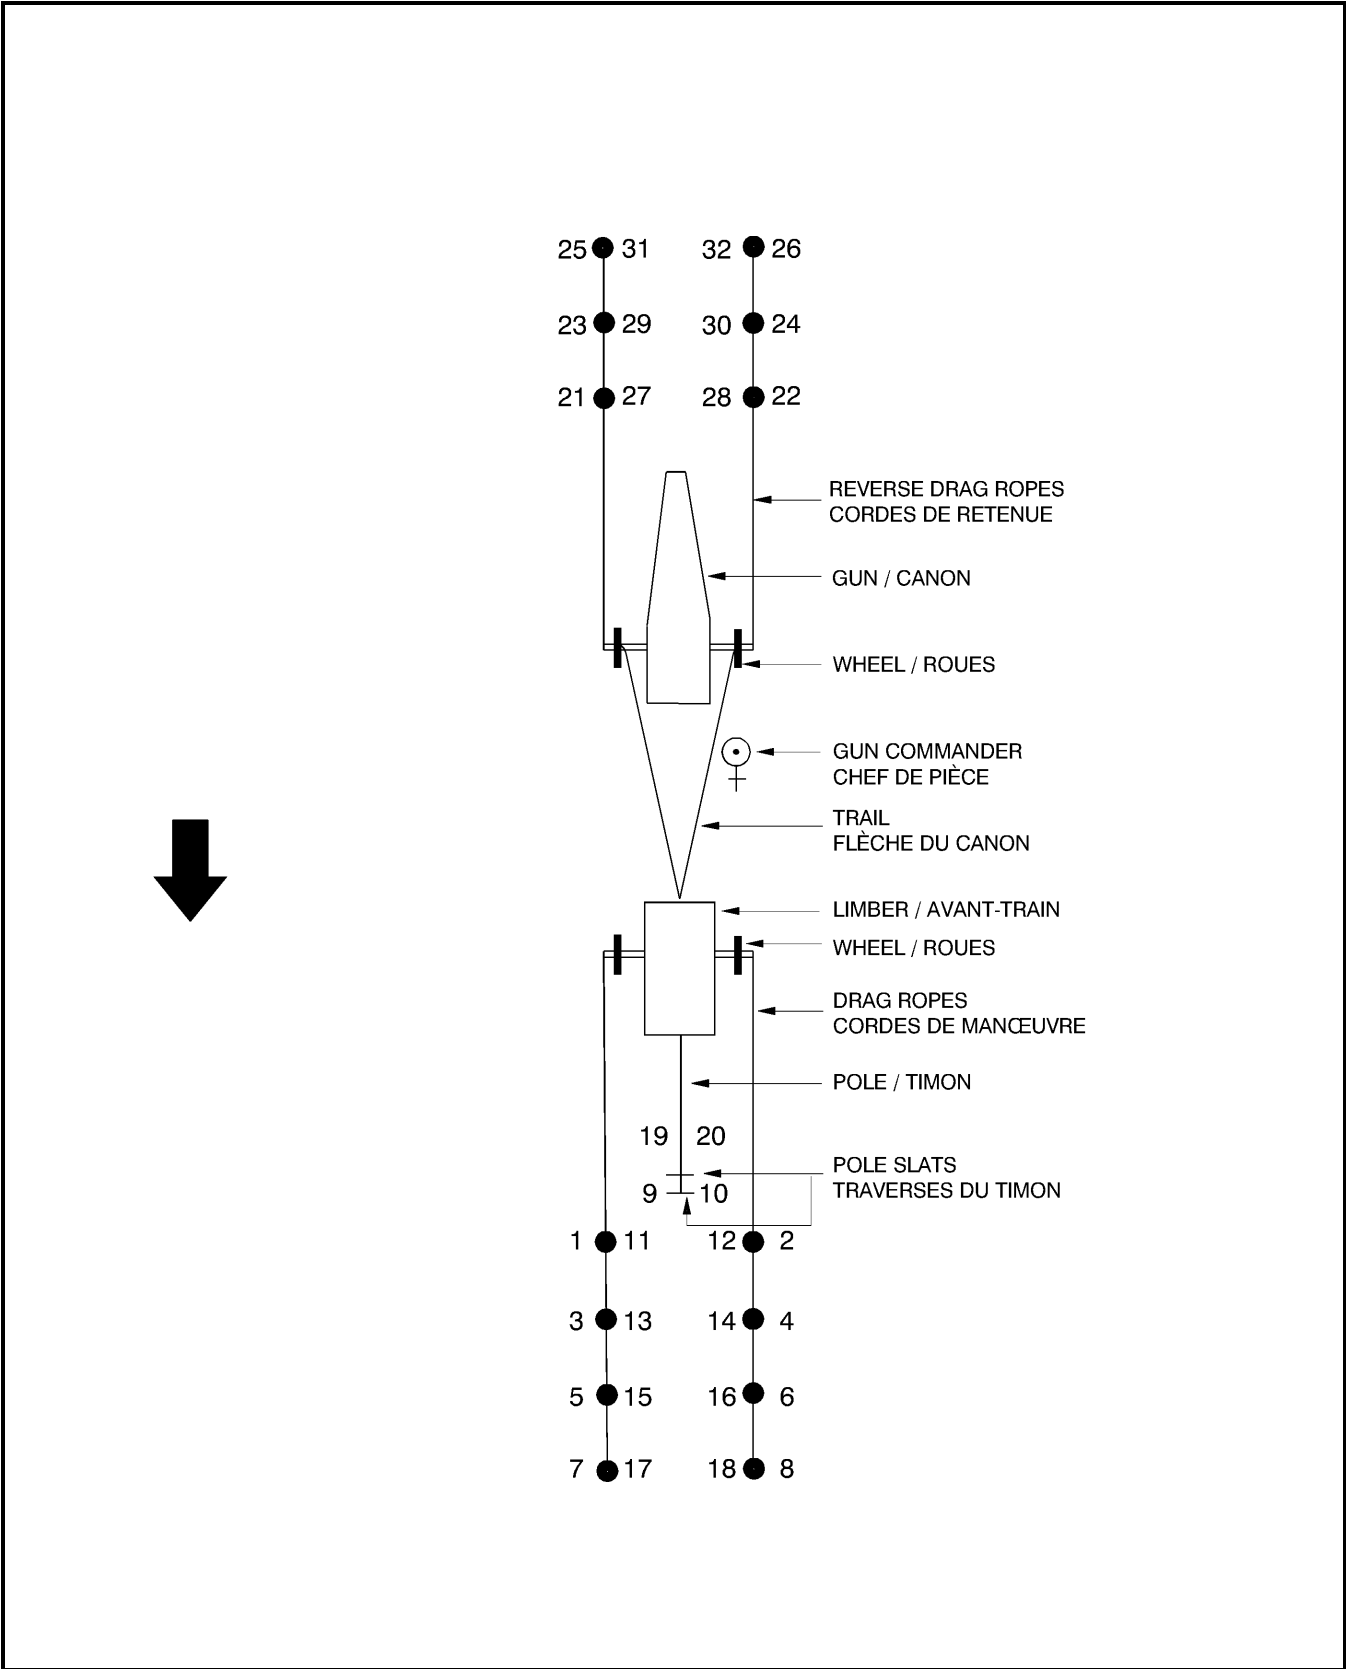 25 31 32 26
23 29 30 24
21 27 28 22
REVERSE DRAG ROPES
CORDES DE RETENUE
GUN / CANON
WHEEL / ROUES
GUN COMMANDER
CHEF DE PIÈCE
TRAIL
FLÈCHE DU CANON
LIMBER / AVANT-TRAIN
WHEEL / ROUES
DRAG ROPES
CORDES DE MANŒUVRE
POLE / TIMON
19 20
POLE SLATS
TRAVERSES DU TIMON
9 10
1 11 12 2
3 13 14 4
5 15 16 6
7 17 18 8